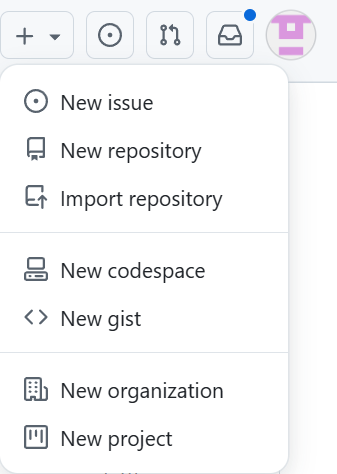 New issue
New repository
Import repository
New codespace
New gist
New organization
New project